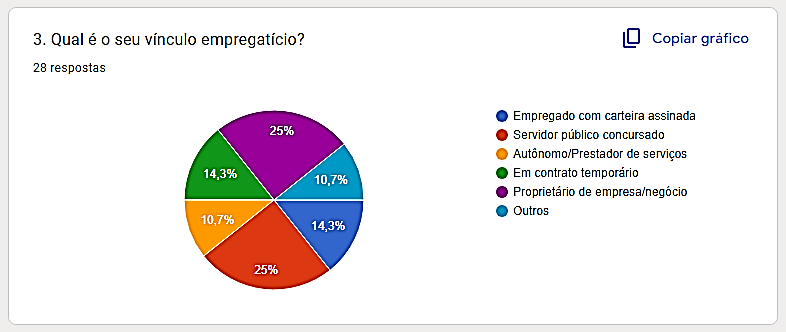 3. Qual é o seu vínculo empregatício?
Copiar gráfico
28 respostas
25%
14,3%
10,7%
10,7%
14,3%
25%
Empregado com carteira assinada
Servidor público concursado
Autônomo/Prestador de serviços
Em contrato temporário
Proprietário de empresa/negócio
Outros